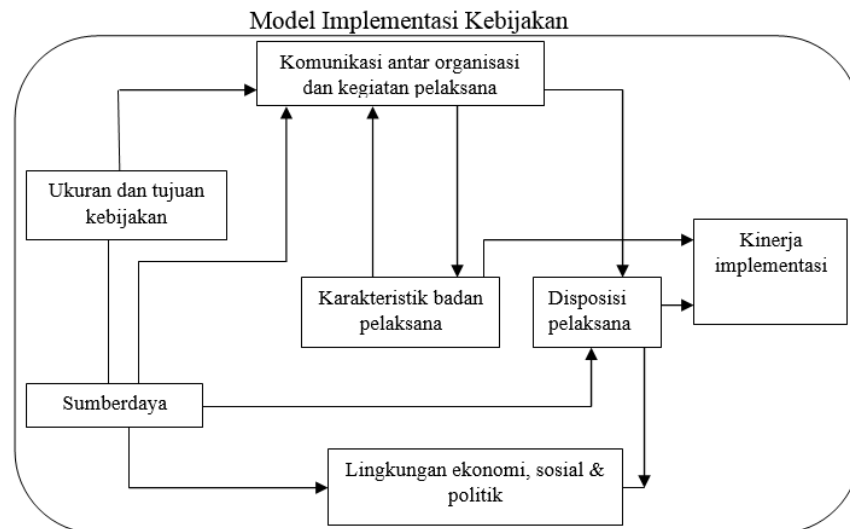 Model Implementasi Kebijakan
Komunikasi antar organisasi
dan kegiatan pelaksana
Ukuran dan tujuan
kebijakan
Kinerja
implementasi
Karakteristik badan
pelaksana
Disposisi
pelaksana
Sumberdaya
Lingkungan ekonomi, sosial &
politik